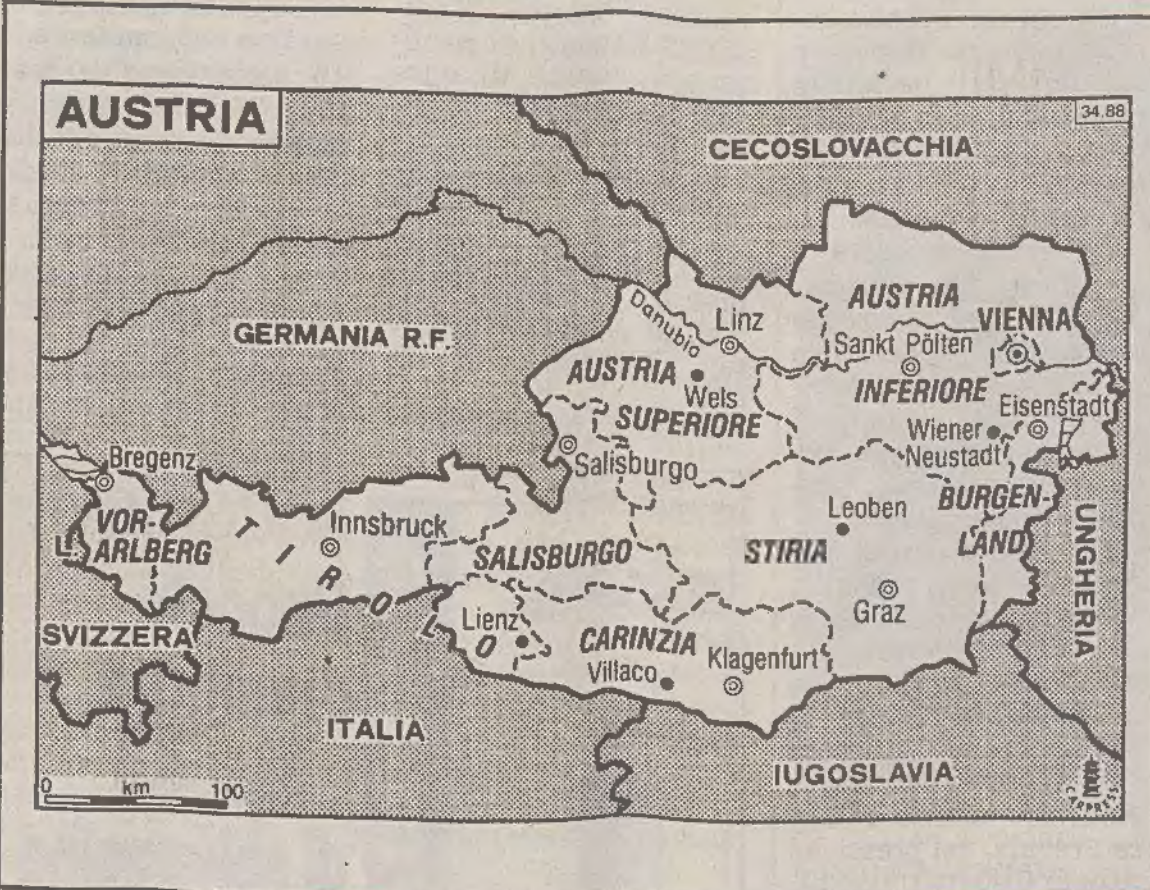 AUSTRIA
34.88
CECOSLOVACCHIA
GERMANIA R.F.
Danubio
Linz
AUSTRIA
VIENNA
Sankt Pölten
AUSTRIA
Wels
INFERIORE
Eisenstadt
SUPERIORE
Wiener
Neustadt
Salisburgo
Bregenz
BURGEN-
LAND
Leoben
VOR-
ARLBERG
L.
TIROLO
Innsbruck
SALISBURGO
STIRIA
UNGHERIA
Graz
SVIZZERA
Lienz
CARINZIA
Villaco
Klagenfurt
ITALIA
IUGOSLAVIA
0 km 100
CARPRESS